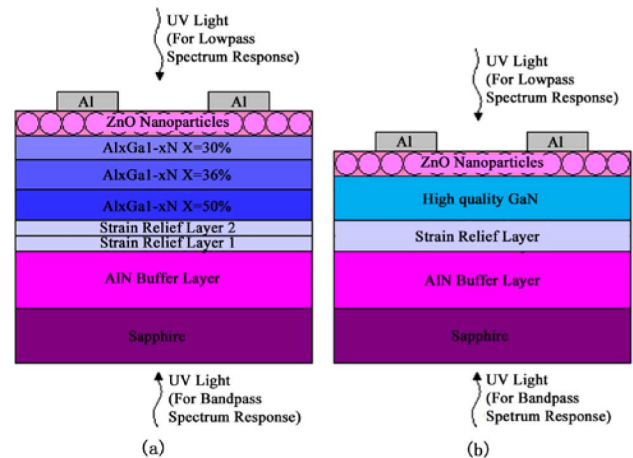 UV Light
(For Lowpass
Spectrum Response)
Al
Al
ZnO Nanoparticles
AlxGa1-xN X=30%
AlxGa1-xN X=36%
AlxGa1-xN X=50%
Strain Relief Layer 2
Strain Relief Layer 1
AlN Buffer Layer
Sapphire
UV Light
(For Bandpass
Spectrum Response)
(a)
UV Light
(For Lowpass
Spectrum Response)
Al
Al
ZnO Nanoparticles
High quality GaN
Strain Relief Layer
AlN Buffer Layer
Sapphire
UV Light
(For Bandpass
Spetrum Response)
(b)